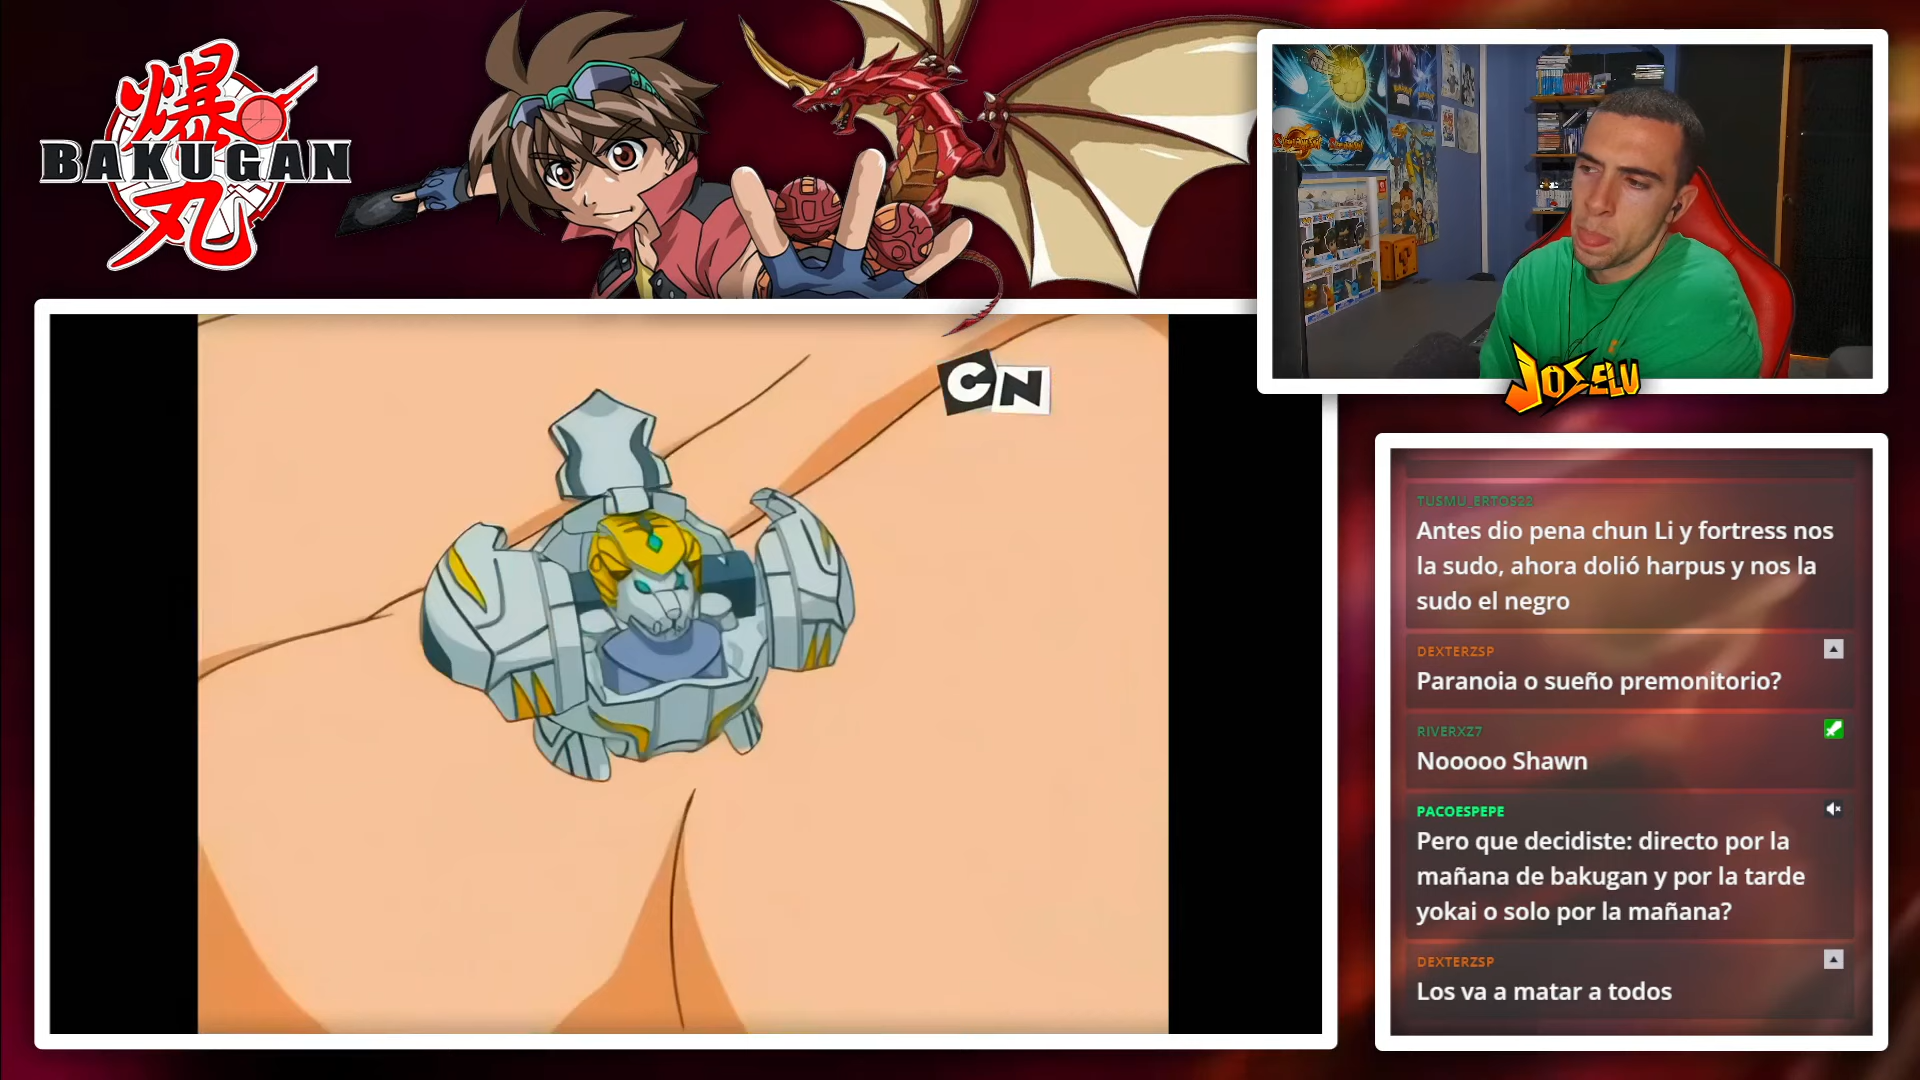 爆
BAKUGAN
丸
CN
JOSELU
TUSMU_ERTOS22
Antes dio pena chun Li y fortress nos
la sudo, ahora dolió harpus y nos la
sudo el negro
DEXTERZSP
Paranoia o sueño premonitorio?
RIVERXZ7
Nooooo Shawn
PACOESPEPE
Pero que decidiste: directo por la
mañana de bakugan y por la tarde
yokai o solo por la mañana?
DEXTERZSP
Los va a matar a todos